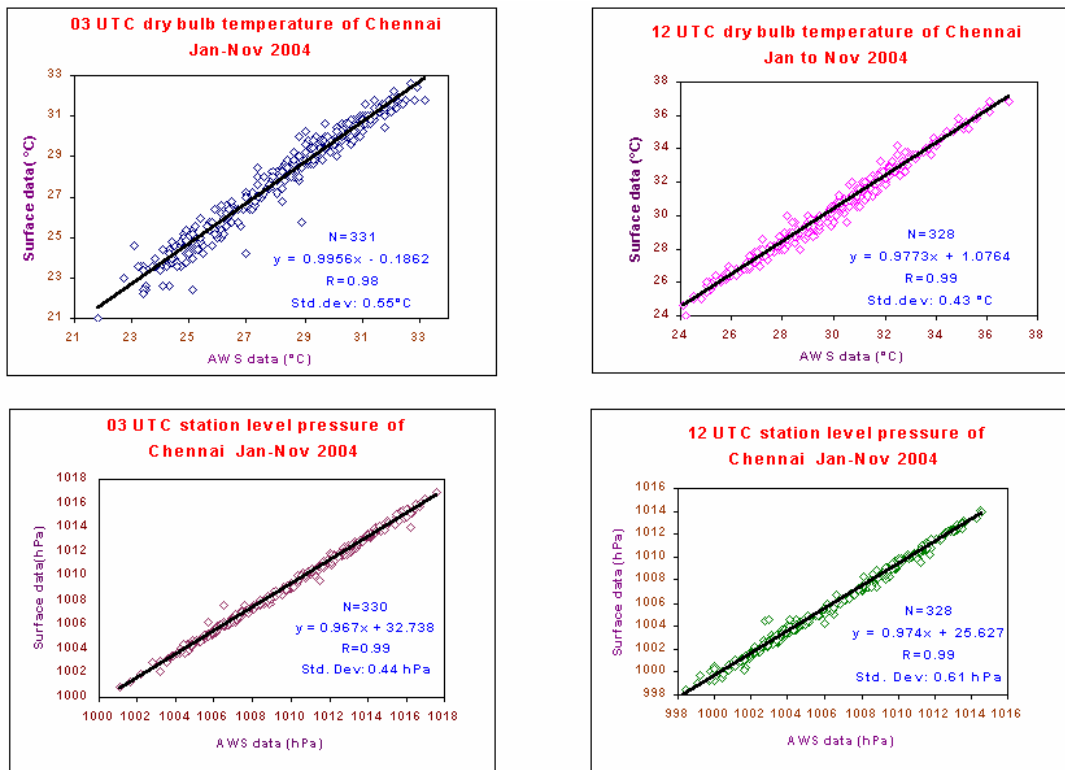 03 UTC dry bulb temperature of Chennai
Jan-Nov 2004
33
31
29
27
25
23
21
Surface data( °C)
N=331
y = 0.9956x - 0.1862
R=0.98
Std.dev: 0.55°C
21 23 25 27 29 31 33
AWS data (°C)
12 UTC dry bulb temperature of Chennai
Jan to Nov 2004
38
36
34
32
30
28
26
24
Surface data (°C)
N=328
y = 0.9773x + 1.0764
R=0.99
Std.dev: 0.43 °C
24 26 28 30 32 34 36 38
AWS data (°C)
03 UTC station level pressure of
Chennai Jan-Nov 2004
1018
1016
1014
1012
1010
1008
1006
1004
1002
1000
Surface data(hPa)
N=330
y = 0.967x + 32.738
R=0.99
Std. Dev: 0.44 hPa
1000 1002 1004 1006 1008 1010 1012 1014 1016 1018
AWS data (hPa)
12 UTC station level pressure of
Chennai Jan-Nov 2004
1016
1014
1012
1010
1008
1006
1004
1002
1000
998
Surface data (hPa)
N=328
y = 0.974x + 25.627
R=0.99
Std. Dev: 0.61 hPa
998 1000 1002 1004 1006 1008 1010 1012 1014 1016
AWS data (hPa)